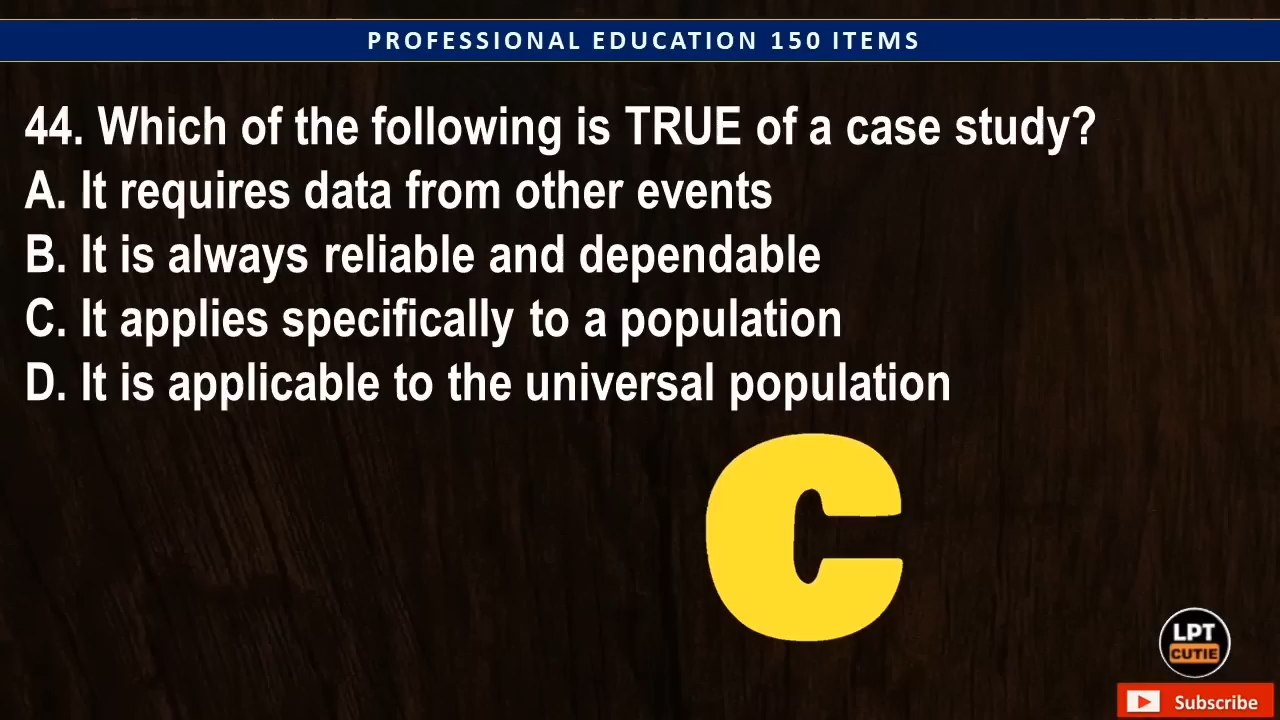 PROFESSIONAL EDUCATION 150 ITEMS
44. Which of the following is TRUE of a case study?
A. It requires data from other events
B. It is always reliable and dependable
C. It applies specifically to a population
D. It is applicable to the universal population
C
LPT
CUTIE
Subscribe